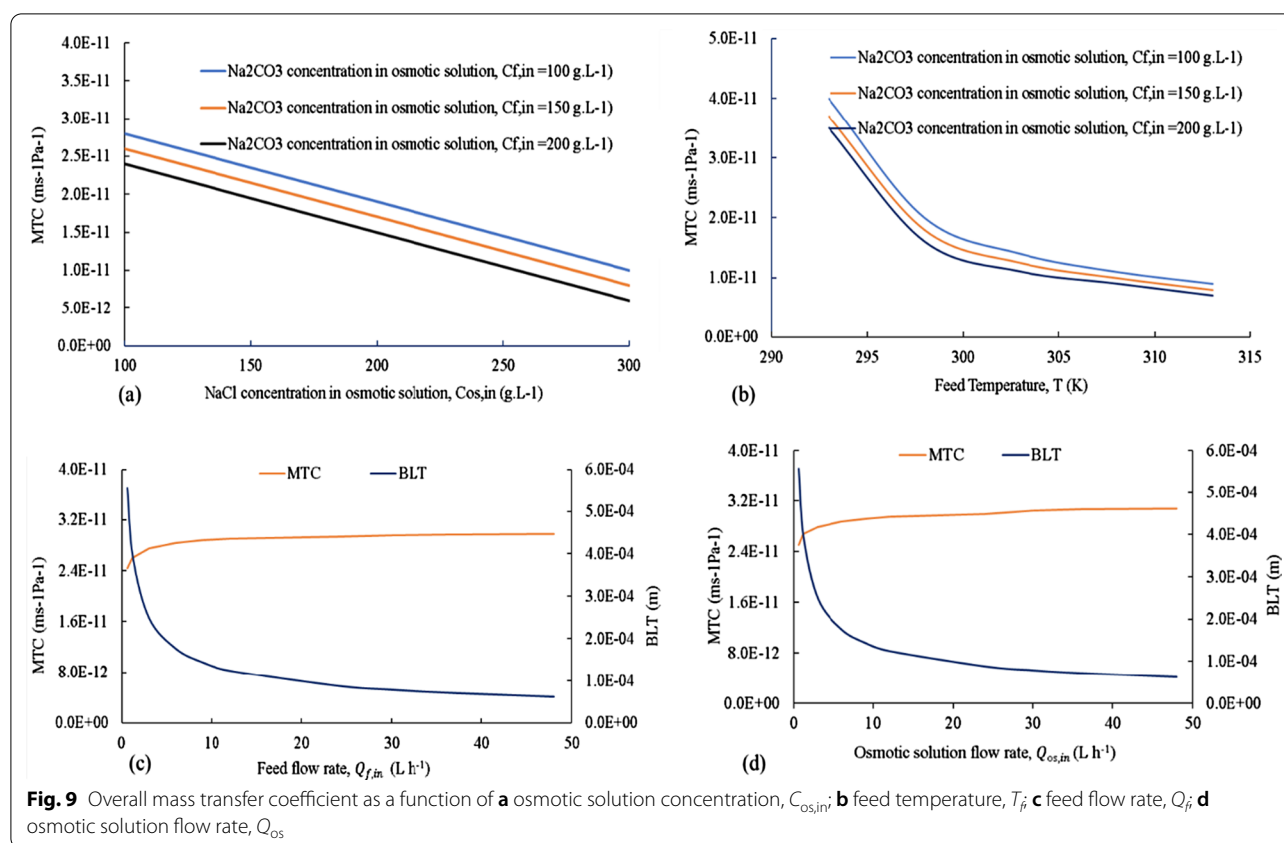 4.0E-11
3.5E-11
3.0E-11
2.5E-11
2.0E-11
1.5E-11
1.0E-11
5.0E-12
0.0E+00
MTC (ms-1Pa-1)
Na2CO3 concentration in osmotic solution, Cf,in =100 g.L-1)
Na2CO3 concentration in osmotic solution, Cf,in =150 g.L-1)
Na2CO3 concentration in osmotic solution, Cf,in =200 g.L-1)
100 150 200 250 300
(a) NaCl concentration in osmotic solution, Cos,in (g.L-1)
5.0E-11
4.0E-11
3.0E-11
2.0E-11
1.0E-11
0.0E+00
MTC (ms-1Pa-1)
Na2CO3 concentration in osmotic solution, Cf,in =100 g.L-1)
Na2CO3 concentration in osmotic solution, Cf,in =150 g.L-1)
Na2CO3 concentration in osmotic solution, Cf,in =200 g.L-1)
290 295 300 305 310 315
(b) Feed Temperature, T (K)
MTC BLT
4.0E-11
3.2E-11
2.4E-11
1.6E-11
8.0E-12
0.0E+00
MTC (ms-1Pa-1)
6.0E-04
5.0E-04
4.0E-04
3.0E-04
2.0E-04
1.0E-04
0.0E+00
BLT (m)
0 10 20 30 40 50
(c) Feed flow rate, Qf,in (L h-1)
MTC BLT
4.0E-11
3.2E-11
2.4E-11
1.6E-11
8.0E-12
0.0E+00
MTC (ms-1Pa-1)
6.0E-04
5.0E-04
4.0E-04
3.0E-04
2.0E-04
1.0E-04
0.0E+00
BLT (m)
0 10 20 30 40 50
Osmotic solution flow rate, Qos,in (L h-1)
(d)
Fig. 9 Overall mass transfer coefficient as a function of a osmotic solution concentration, Cos,in; b feed temperature, Tf; c feed flow rate, Qf; d
osmotic solution flow rate, Qos